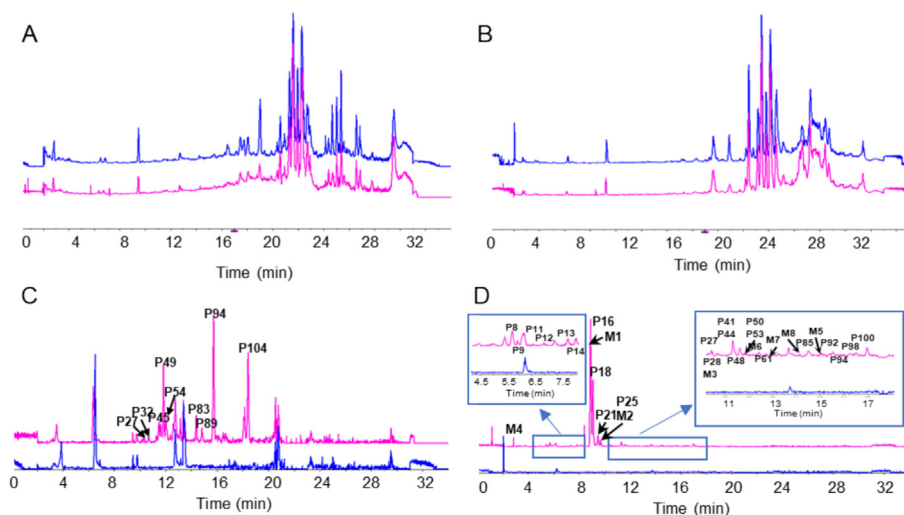 A
0 4 8 12 16 20 24 28 32
Time (min)
B
0 4 8 12 16 20 24 28 32
Time (min)
C
P27
P32
P45
P49
P54
P83
P89
P94
P104
0 4 8 12 16 20 24 28 32
Time (min)
D
P8
P9
P11
P12
P13
P14
4.5 5.5 6.5 7.5
Time (min)
P16
M1
P18
P25
P21 M2
M4
P41 P50
P27 P44 P53 M8 M5 P100
M6 M7 P85 P92 P98
P28 P48 P61 P94
M3
11 13 15 17
Time (min)
0 4 8 12 16 20 24 28 32
Time (min)